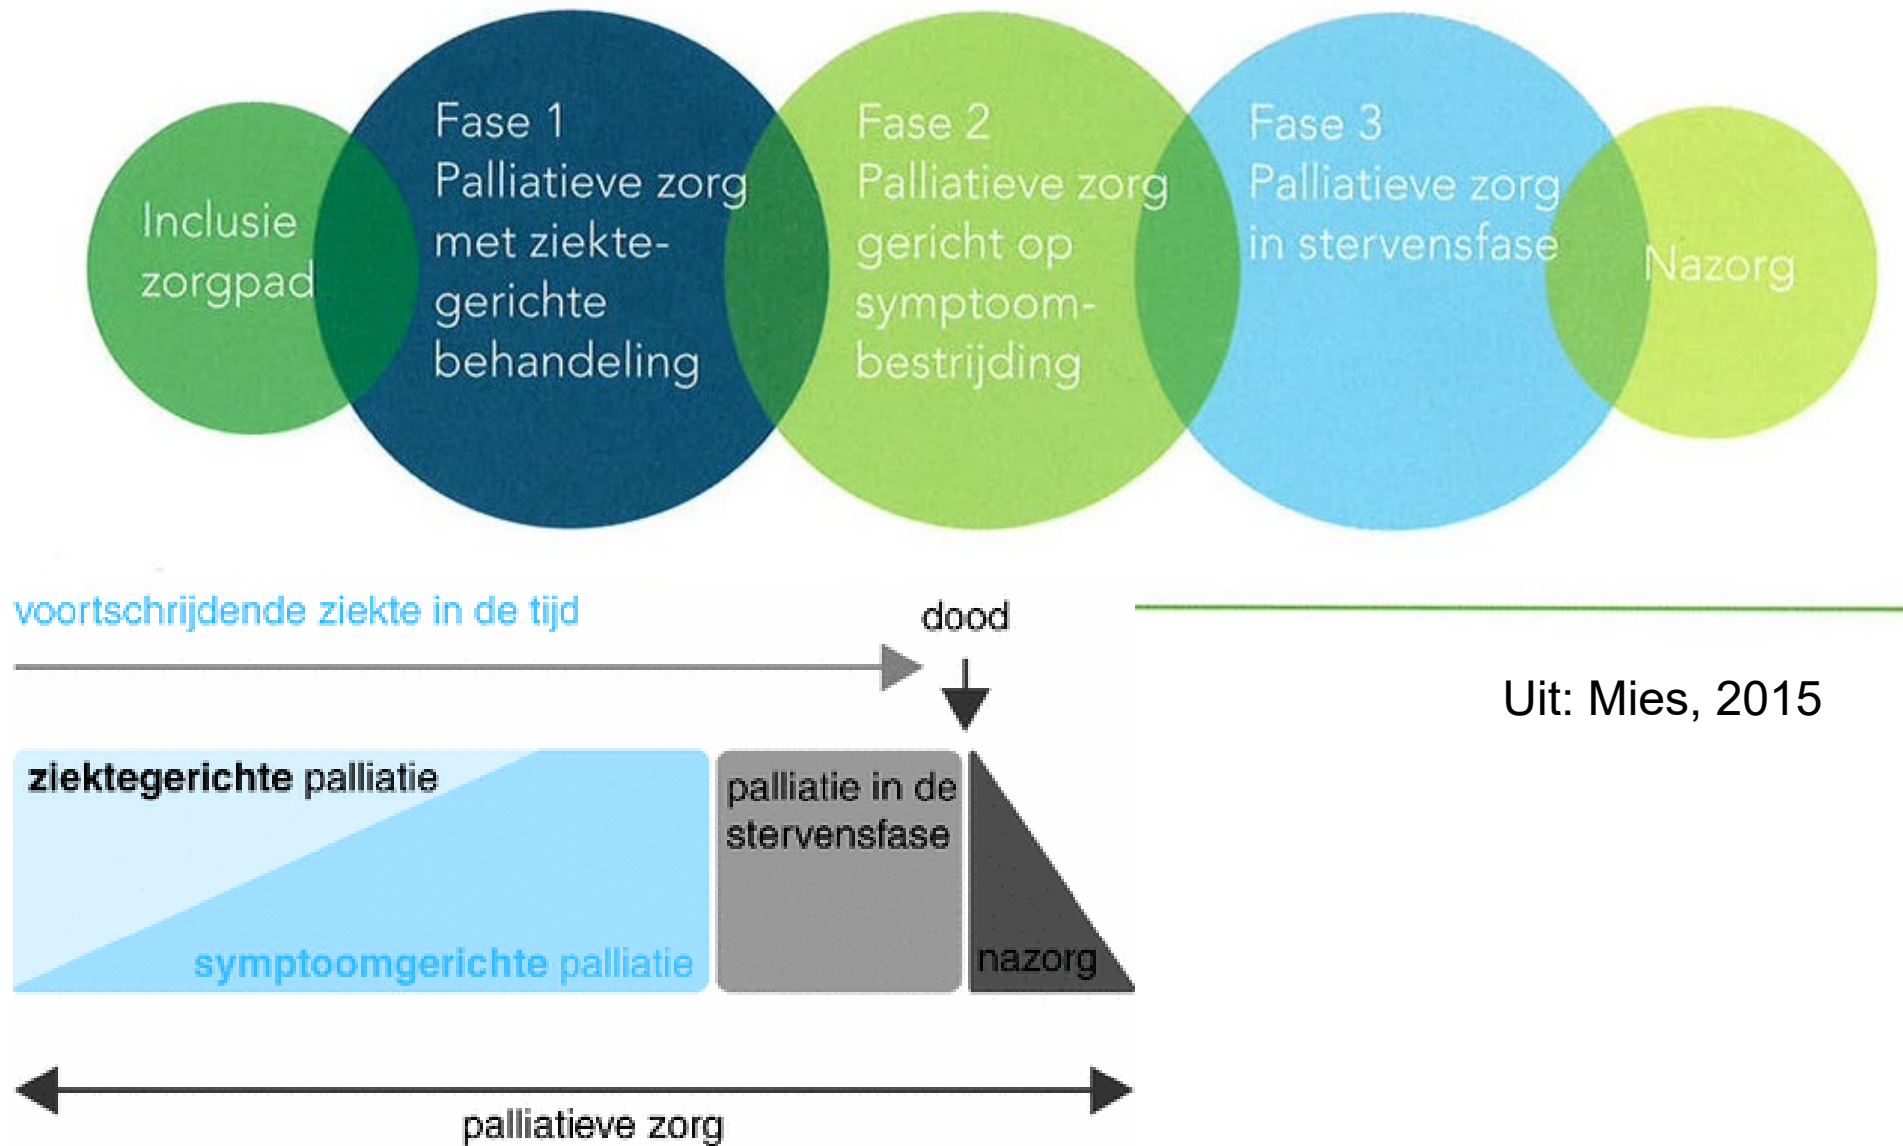 Inclusie
zorgpad
Fase 1
Palliatieve zorg
met ziekte-
gerichte
behandeling
Fase 2
Palliatieve zorg
gericht op
symptoom-
bestrijding
Fase 3
Palliatieve zorg
in stervensfase
Nazorg
voortschrijdende ziekte in de tijd
dood
Uit: Mies, 2015
ziektegerichte palliatie
symptoomgerichte palliatie
palliatie in de
stervensfase
nazorg
palliatieve zorg